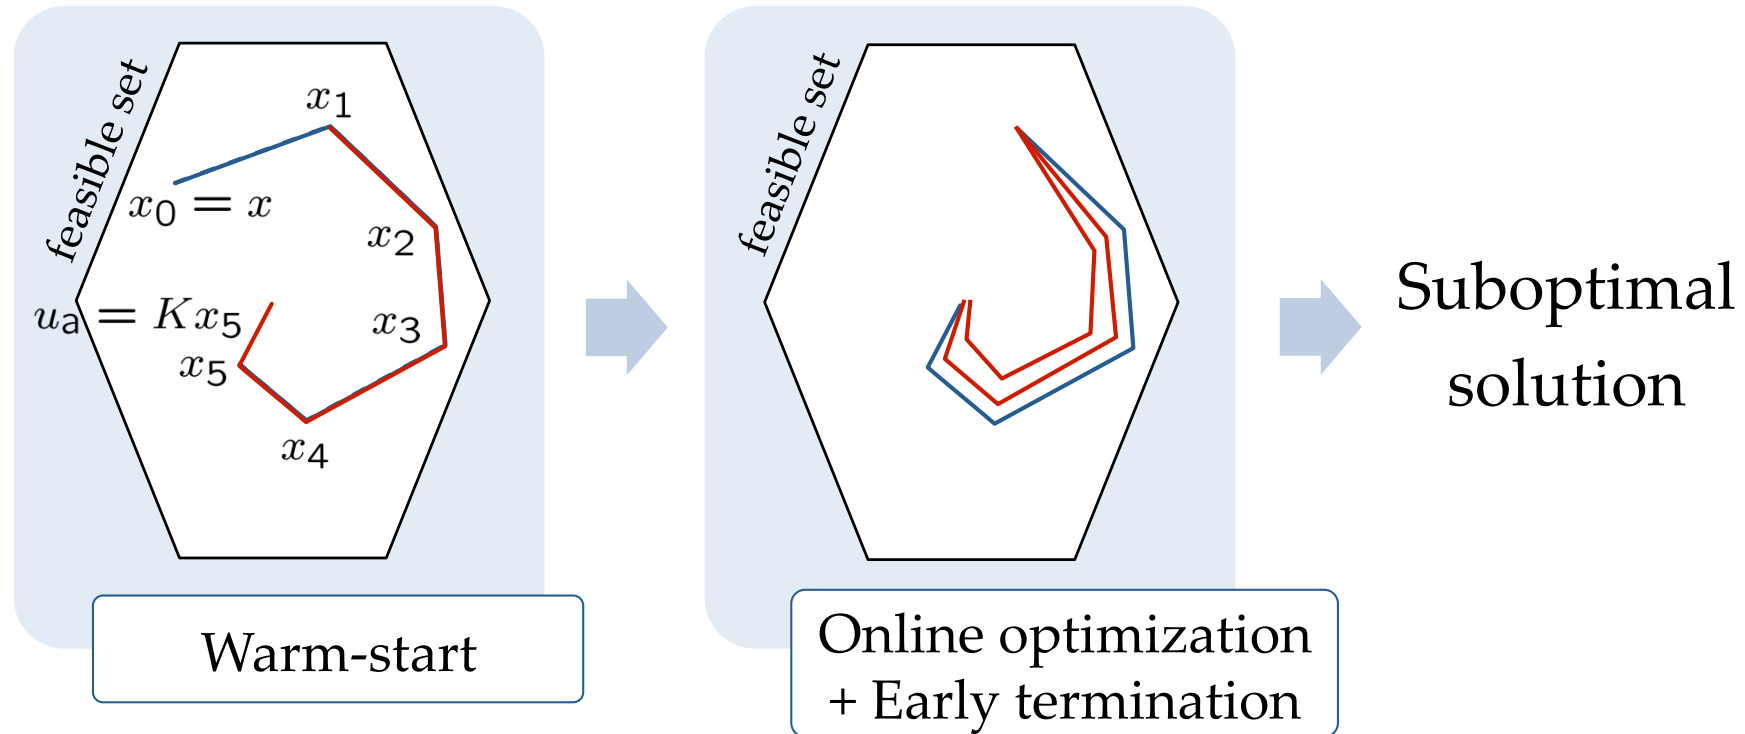 feasible set
x₁
x₀ = x
x₂
uₐ = Kx₅
x₃
x₅
x₄
Warm-start
feasible set
Online optimization
+ Early termination
Suboptimal
solution